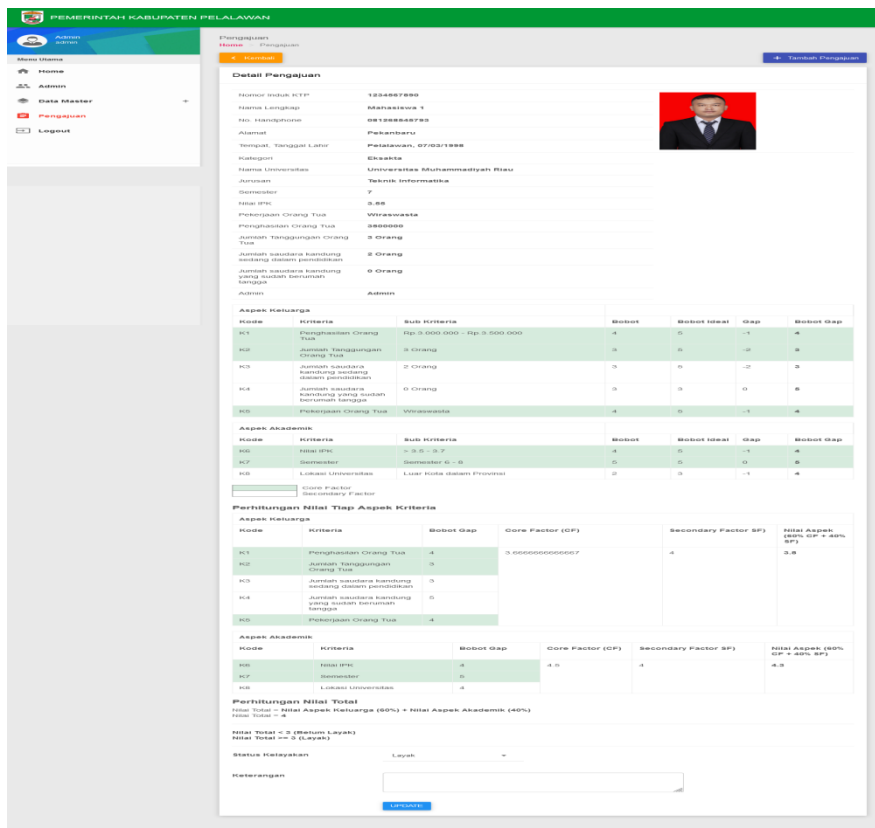 PEMERINTAH KABUPATEN PELALAWAN
Admin
admin
Menu Utama
Home
Admin
Data Master +
Pengajuan
Logout
Pengajuan
Home Pengajuan
Kembali
+ Tambah Pengajuan
Detail Pengajuan
Nomor Induk KTP 1234567890
Nama Lengkap Mahasiswa 1
No. Handphone 081268845793
Alamat Pekanbaru
Tempat, Tanggal Lahir Pelalawan, 07/03/1998
Kategori Eksakta
Nama Universitas Universitas Muhammadiyah Riau
Jurusan Teknik Informatika
Semester 7
Nilai IPK
Pekerjaan Orang Tua Wiraswasta
Penghasilan Orang Tua 3500000
Jumlah Tanggungan Orang 3 Orang
Tua
Jumlah saudara kandung 2 Orang
sedang dalam pendidikan
Jumlah saudara kandung 0 Orang
yang sudah berumah
tangga
Admin Admin
Aspek Keluarga
Kode Kriteria Sub Kriteria Bobot Bobot Ideal Gap Bobot Gap
K1 Penghasilan Orang Rp.3.000.000 - Rp.3.500.000 4 5 -1 4
Tua
K2 Jumlah Tanggungan 3 Orang 3 5 -2 3
Orang Tua
K3 Jumlah saudara 2 Orang 3 5 -2 3
kandung sedang
dalam pendidikan
K4 Jumlah saudara 0 Orang 3 3 0 5
kandung yang sudah
berumah tangga
K5 Pekerjaan Orang Tua Wiraswasta 4 5 -1 4
Aspek Akademik
Kode Kriteria Sub Kriteria Bobot Bobot Ideal Gap Bobot Gap
K6 Nilai IPK > 3.5 - 3.7 4 5 -1 4
K7 Semester Semester 6 - 8 5 5 0 5
K8 Lokasi Universitas Luar Kota dalam Provinsi 2 3 -1 4
Core Factor
Secondary Factor
Perhitungan Nilai Tiap Aspek Kriteria
Aspek Keluarga
Kode Kriteria Bobot Gap Core Factor (CF) Secondary Factor SF) Nilai Aspek
(60% CF + 40%
SF)
K1 Penghasilan Orang Tua 4 3.6666666666667 4 3.8
K2 Jumlah Tanggungan 3
Orang Tua
K3 Jumlah saudara kandung 3
sedang dalam pendidikan
K4 Jumlah saudara kandung 5
yang sudah berumah
tangga
K5 Pekerjaan Orang Tua 4
Aspek Akademik
Kode Kriteria Bobot Gap Core Factor (CF) Secondary Factor SF) Nilai Aspek (60%
CF + 40% SF)
K6 Nilai IPK 4 4.5 4 4.3
K7 Semester 5
K8 Lokasi Universitas 4
Perhitungan Nilai Total
Nilai Total = Nilai Aspek Keluarga (60%) + Nilai Aspek Akademik (40%)
Nilai Total = 4
Nilai Total < 3 (Belum Layak)
Nilai Total >= 3 (Layak)
Status Kelayakan Layak
Keterangan
UPDATE